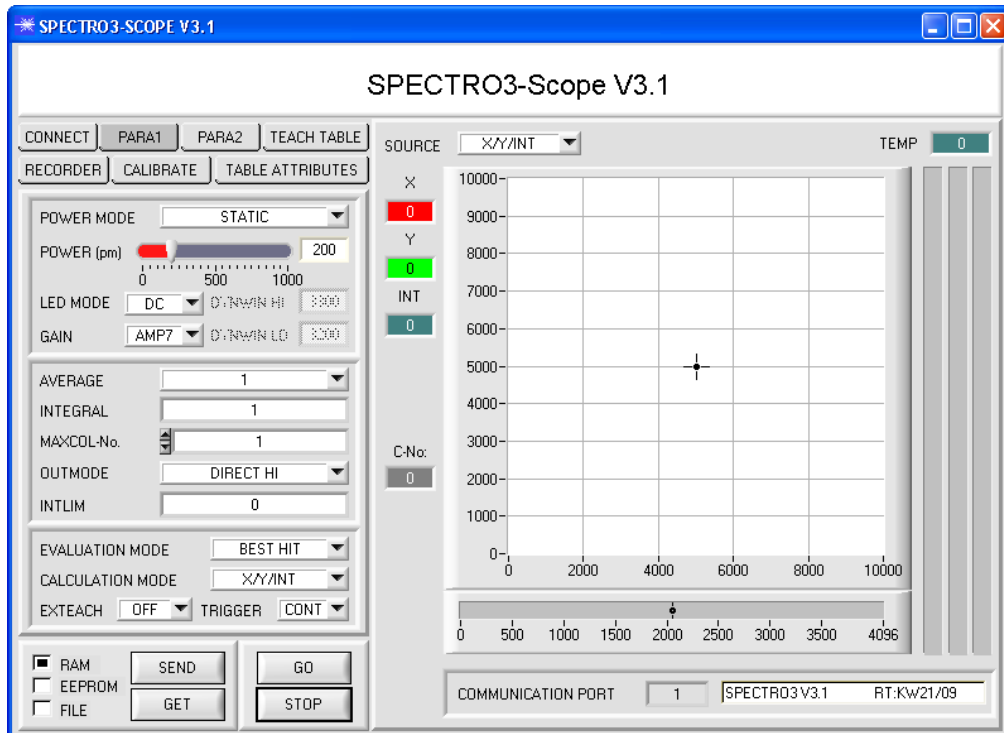 SPECTRO3-SCOPE V3.1
SPECTRO3-Scope V3.1
CONNECT PARA1 PARA2 TEACH TABLE
RECORDER CALIBRATE TABLE ATTRIBUTES
POWER MODE STATIC
POWER (pm) 200
0 500 1000
LED MODE DC DYNWIN HI 3300
GAIN AMP7 DYNWIN LO 3200
AVERAGE 1
INTEGRAL 1
MAXCOL-No. 1
OUTMODE DIRECT HI
INTLIM 0
EVALUATION MODE BEST HIT
CALCULATION MODE X/Y/INT
EXTEACH OFF TRIGGER CONT
RAM
EEPROM
FILE
SEND
GET
GO
STOP
SOURCE X/Y/INT TEMP 0
X
0
Y
0
INT
0
C-No:
0
10000
9000
8000
7000
6000
5000
4000
3000
2000
1000
0
0 2000 4000 6000 8000 10000
0 500 1000 1500 2000 2500 3000 3500 4096
COMMUNICATION PORT 1 SPECTRO3 V3.1 RT:KW21/09